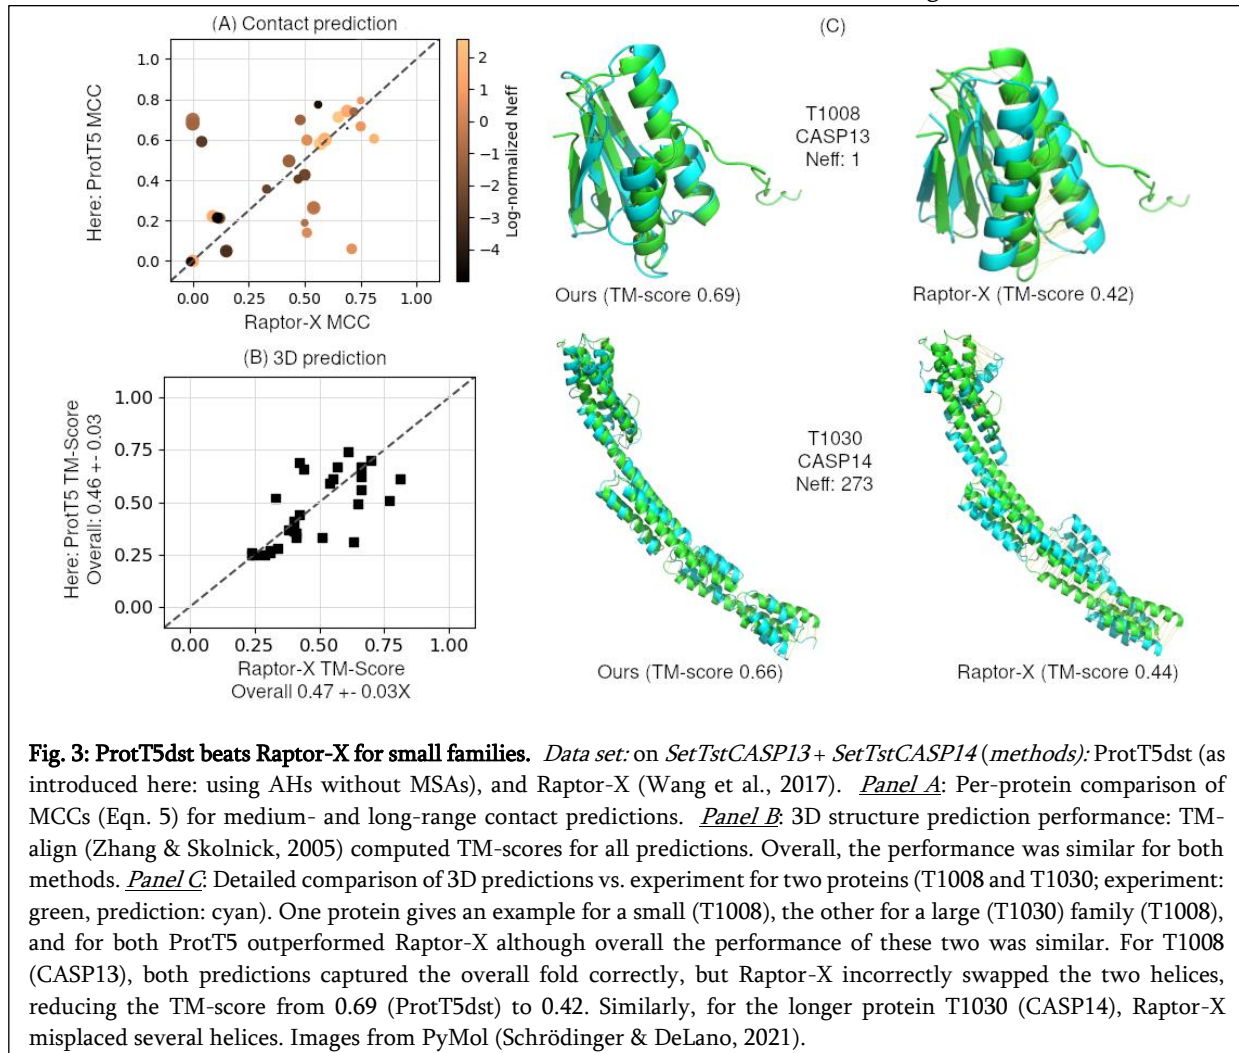 (A) Contact prediction
1.0
0.8
0.6
0.4
0.2
0.0
Here: ProtT5 MCC
0.00
0.25
0.50
0.75
1.00
Raptor-X MCC
2
1
0
−1
−2
−3
−4
Log-normalized Neff
(B) 3D prediction
1.00
0.75
0.50
0.25
0.00
Here: ProtT5 TM-Score
Overall: 0.46 +- 0.03
0.00
0.25
0.50
0.75
1.00
Raptor-X TM-Score
Overall 0.47 +- 0.03X
(C)
T1008
CASP13
Neff: 1
Ours (TM-score 0.69)
Raptor-X (TM-score 0.42)
T1030
CASP14
Neff: 273
Ours (TM-score 0.66)
Raptor-X (TM-score 0.44)
Fig. 3: ProtT5dst beats Raptor-X for small families. Data set: on SetTstCASP13 + SetTstCASP14 (methods): ProtT5dst (as
introduced here: using AHs without MSAs), and Raptor-X (Wang et al., 2017). Panel A: Per-protein comparison of
MCCs (Eqn. 5) for medium- and long-range contact predictions. Panel B: 3D structure prediction performance: TM-
align (Zhang & Skolnick, 2005) computed TM-scores for all predictions. Overall, the performance was similar for both
methods. Panel C: Detailed comparison of 3D predictions vs. experiment for two proteins (T1008 and T1030; experiment:
green, prediction: cyan). One protein gives an example for a small (T1008), the other for a large (T1030) family (T1008),
and for both ProtT5 outperformed Raptor-X although overall the performance of these two was similar. For T1008
(CASP13), both predictions captured the overall fold correctly, but Raptor-X incorrectly swapped the two helices,
reducing the TM-score from 0.69 (ProtT5dst) to 0.42. Similarly, for the longer protein T1030 (CASP14), Raptor-X
misplaced several helices. Images from PyMol (Schrödinger & DeLano, 2021).